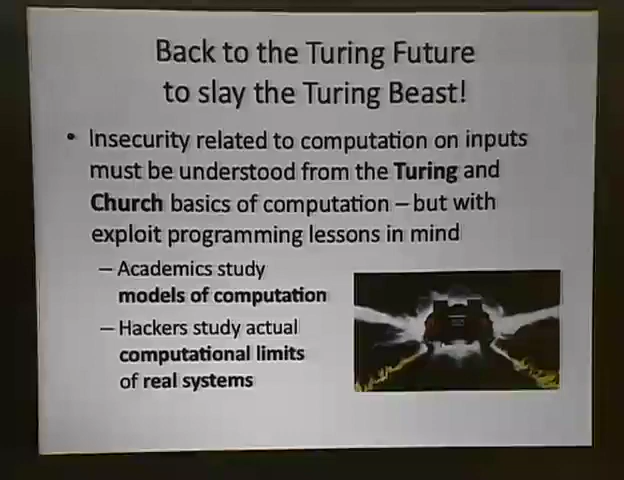 Back to the Turing Future
to slay the Turing Beast!
• Insecurity related to computation on inputs
must be understood from the Turing and
Church basics of computation – but with
exploit programming lessons in mind
– Academics study
models of computation
– Hackers study actual
computational limits
of real systems